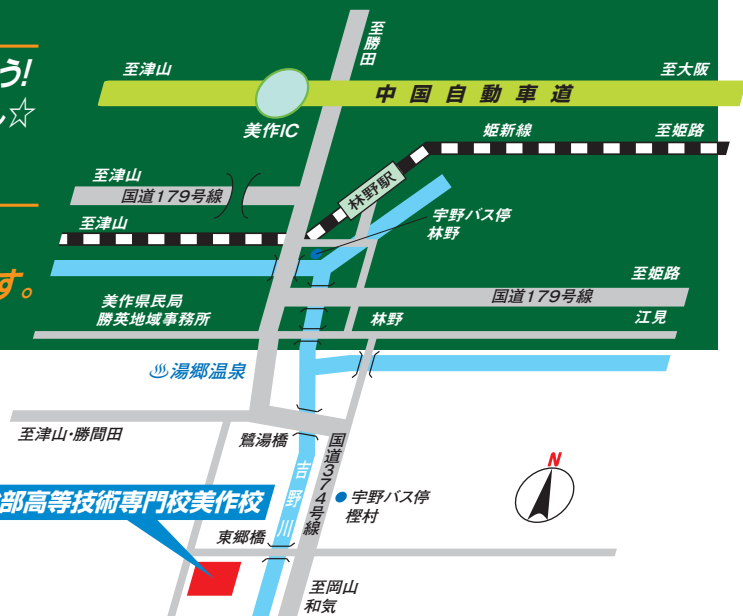 至勝田
う!
至津山
至大阪
中国自動車道
☆
美作IC
姫新線
至姫路
至津山
林野駅
国道179号線
至津山
宇野バス停
林野
す。
至姫路
美作県民局
勝英地域事務所
国道179号線
林野
江見
湯郷温泉
至津山・勝間田
鷺湯橋
国道374号線
吉野川
宇野バス停
樫村
部高等技術専門校美作校
N
東郷橋
至岡山
和気